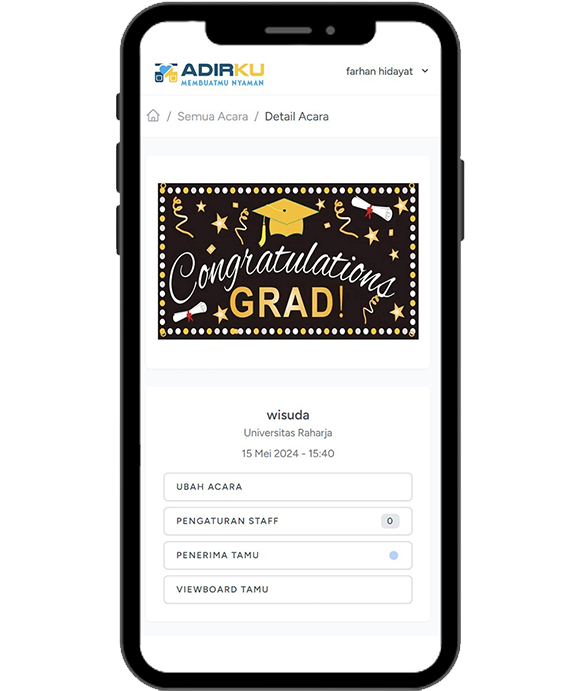 ADIRKU
MEMBUATMU NYAMAN
farhan hidayat
/ Semua Acara / Detail Acara
Congratulations
GRAD!
wisuda
Universitas Raharja
15 Mei 2024 - 15:40
UBAH ACARA
PENGATURAN STAFF 0
PENERIMA TAMU
VIEWBOARD TAMU